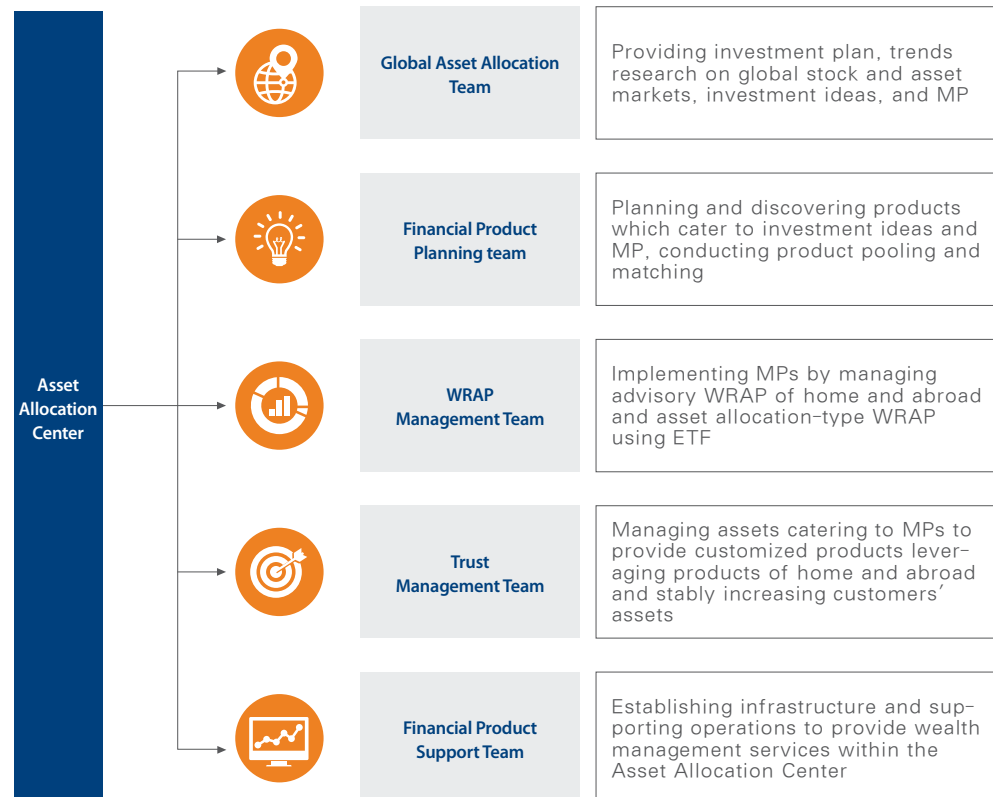 Asset
Allocation
Center
Global Asset Allocation
Team
Providing investment plan, trends
research on global stock and asset
markets, investment ideas, and MP
Financial Product
Planning team
Planning and discovering products
which cater to investment ideas and
MP, conducting product pooling and
matching
WRAP
Management Team
Implementing MPs by managing
advisory WRAP of home and abroad
and asset allocation-type WRAP
using ETF
Trust
Management Team
Managing assets catering to MPs to
provide customized products lever-
aging products of home and abroad
and stably increasing customers’
assets
Financial Product
Support Team
Establishing infrastructure and sup-
porting operations to provide wealth
management services within the
Asset Allocation Center